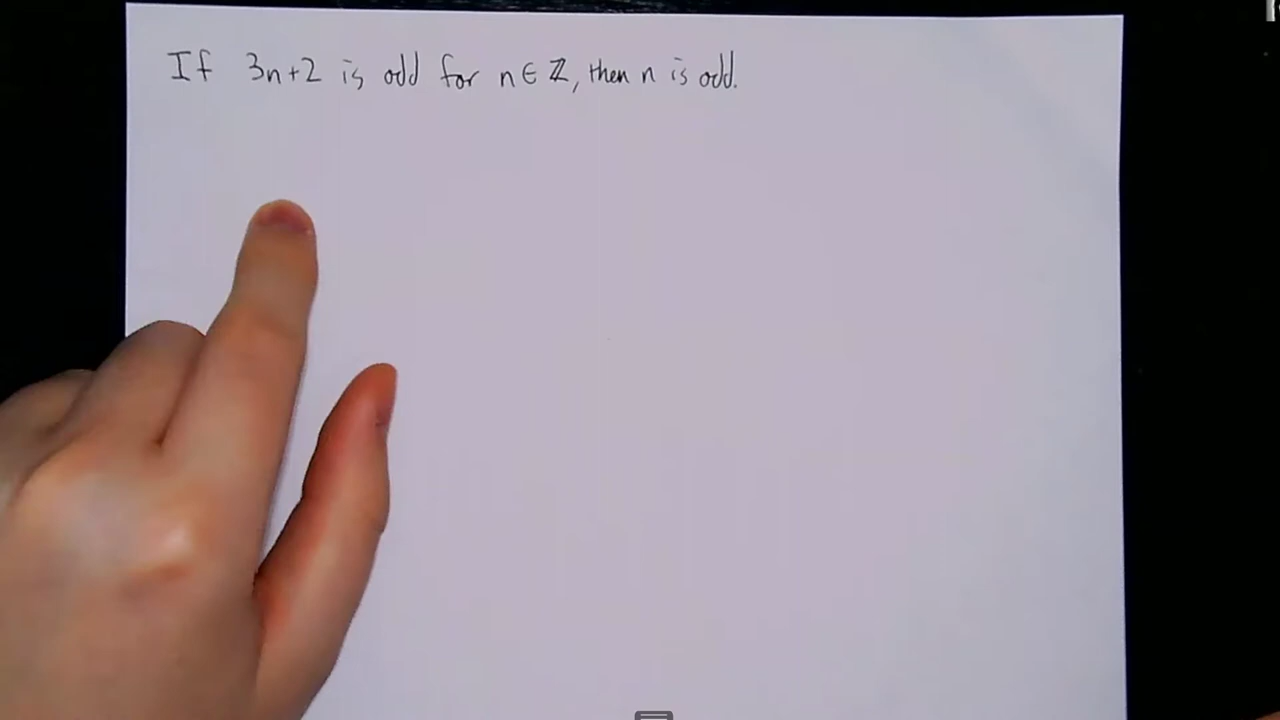 If 3n+2 is odd for n∈ℤ, then n is odd.